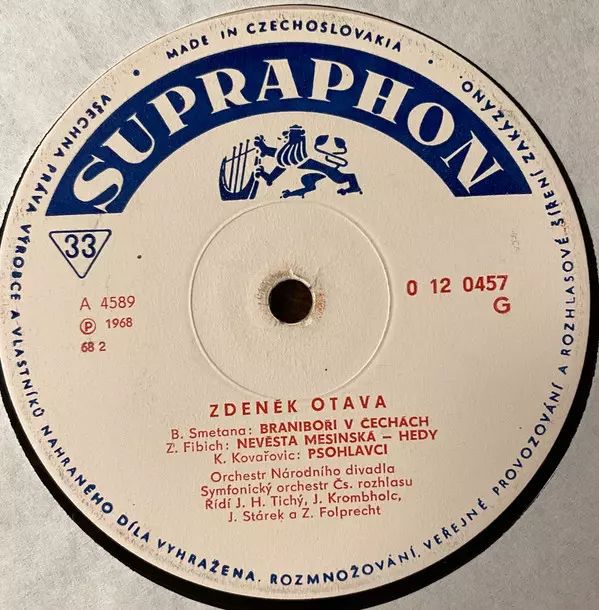 MADE IN CZECHOSLOVAKIA
SUPRAPHON
33
A 4589
Ⓟ 1968
68 2
0 12 0457
G
ZDENĚK OTAVA
B. Smetana: BRANIBOŘI V ČECHÁCH
Z. Fibich: NEVĚSTA MESINSKÁ – HEDY
K. Kovařovic: PSOHLAVCI
Orchestr Národního divadla
Symfonický orchestr Čs. rozhlasu
Řídí J. H. Tichý, J. Krombholc,
J. Stárek a Z. Folprecht
VŠECHNA PRÁVA VÝROBCE A VLASTNÍKŮ NAHRANÉHO DÍLA VYHRAŽENA. ROZMNOŽOVÁNÍ, VEŘEJNÉ PROVOZOVÁNÍ A ROZHLASOVÉ ŠÍŘENÍ ZAKÁZÁNO